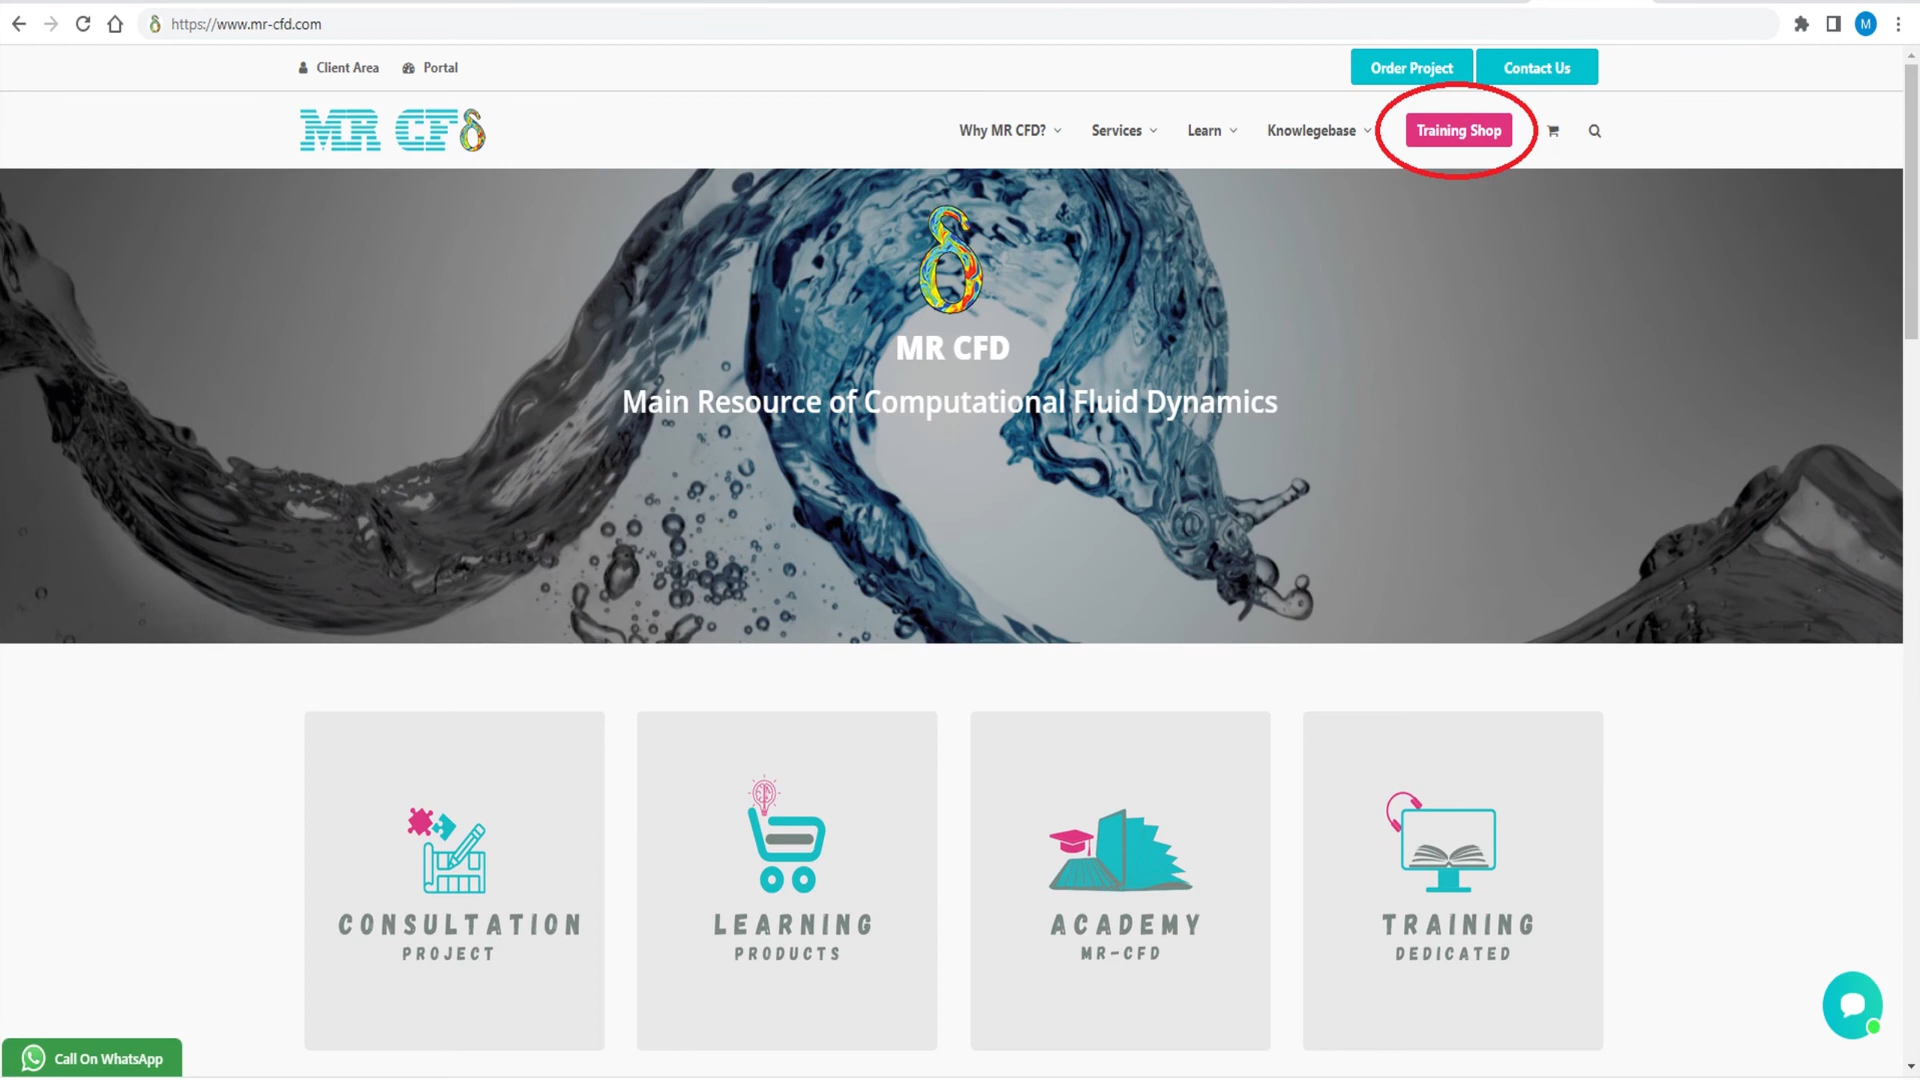 https://www.mr-cfd.com
M
Client Area
Portal
Order Project
Contact Us
MR CFδ
Why MR CFD?
Services
Learn
Knowlegebase
Training Shop
δ
MR CFD
Main Resource of Computational Fluid Dynamics
CONSULTATION
PROJECT
LEARNING
PRODUCTS
ACADEMY
MR-CFD
TRAINING
DEDICATED
Call On WhatsApp